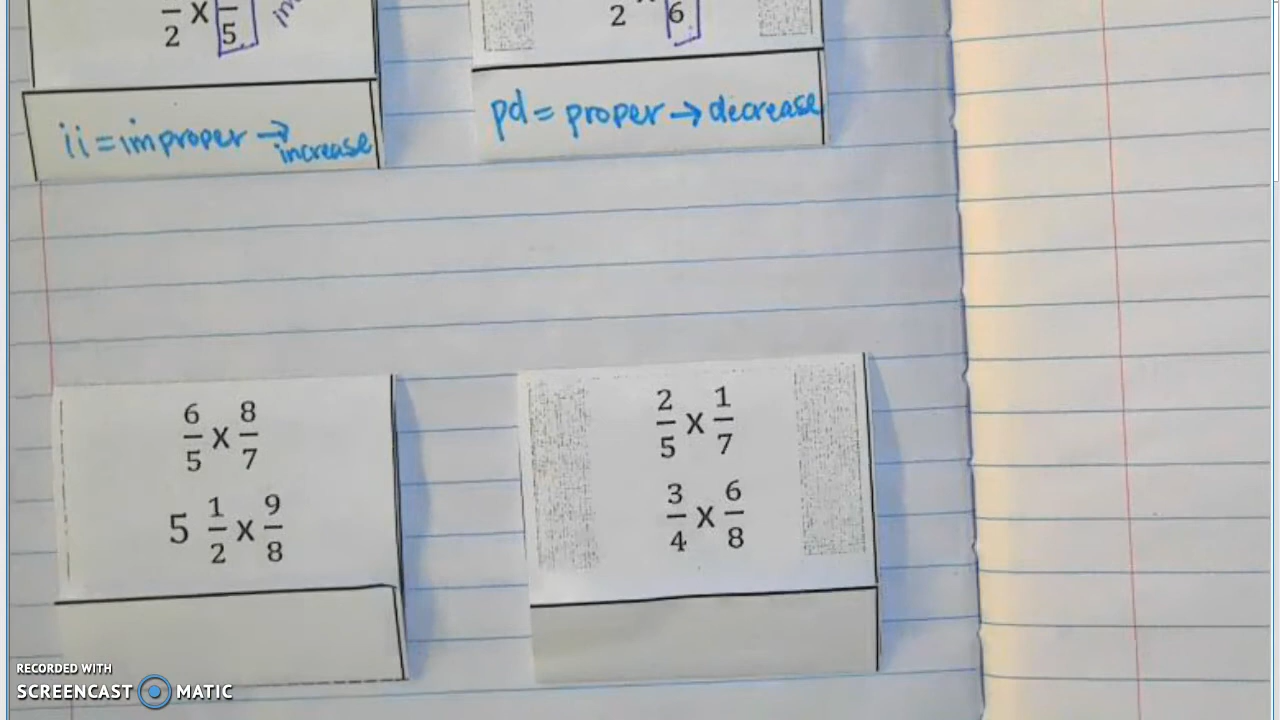 1/2 x /5
2 6
ii = improper → increase
pd = proper → decrease
6/5 x 8/7
5 1/2 x 9/8
2/5 x 1/7
3/4 x 6/8
RECORDED WITH
SCREENCAST MATIC